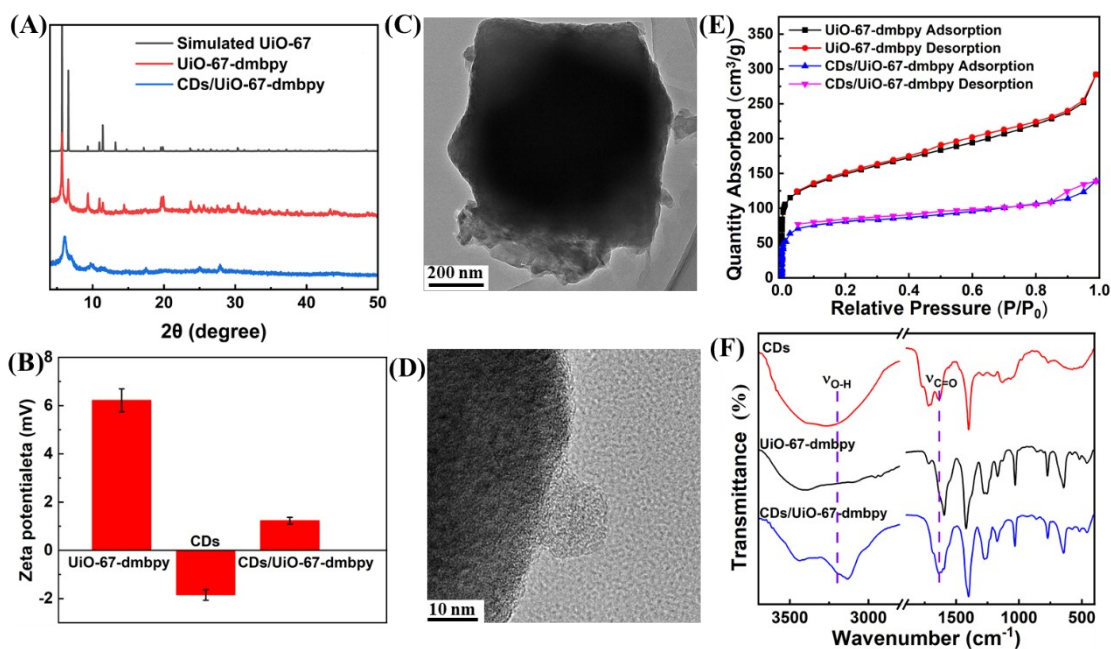 (A)
Simulated UiO-67
UiO-67-dmbpy
CDs/UiO-67-dmbpy
10 20 30 40 50
2θ (degree)
(B)
Zeta potentialeta (mV)
8
6
4
2
0
-2
UiO-67-dmbpy
CDs
CDs/UiO-67-dmbpy
(C)
200 nm
(D)
10 nm
(E)
Quantity Absorbed (cm³/g)
350
300
250
200
150
100
50
0
UiO-67-dmbpy Adsorption
UiO-67-dmbpy Desorption
CDs/UiO-67-dmbpy Adsorption
CDs/UiO-67-dmbpy Desorption
0.0 0.2 0.4 0.6 0.8 1.0
Relative Pressure (P/P₀)
(F)
Transmittance (%)
CDs
νO-H
νC=O
UiO-67-dmbpy
CDs/UiO-67-dmbpy
3500 3000 1500 1000 500
Wavenumber (cm⁻¹)